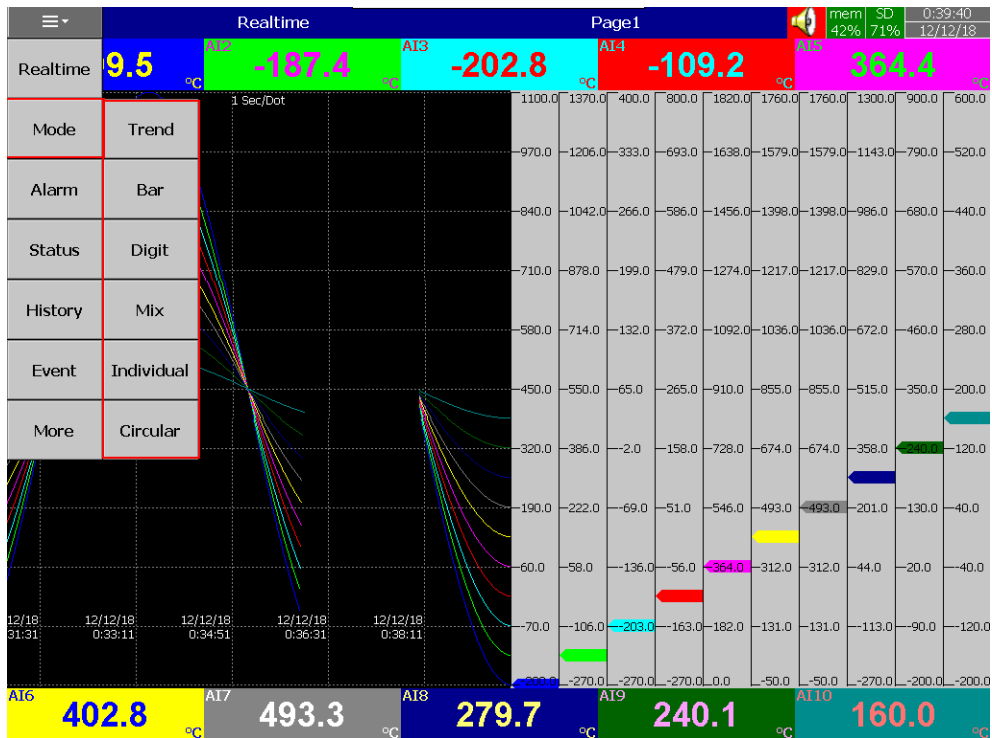 Realtime Page1 mem SD 0:39:40
42% 71% 12/12/18
Realtime
Mode Trend
Alarm Bar
Status Digit
History Mix
Event Individual
More Circular
9.5 °C
AI2 -187.4 °C
AI3 -202.8 °C
AI4 -109.2 °C
AI5 364.4 °C
1 Sec/Dot
1100.0 1370.0 400.0 800.0 1820.0 1760.0 1760.0 1300.0 900.0 600.0
970.0 1206.0 333.0 693.0 1638.0 1579.0 1579.0 1143.0 790.0 520.0
840.0 1042.0 266.0 586.0 1456.0 1398.0 1398.0 986.0 680.0 440.0
710.0 878.0 199.0 479.0 1274.0 1217.0 1217.0 829.0 570.0 360.0
580.0 714.0 132.0 372.0 1092.0 1036.0 1036.0 672.0 460.0 280.0
450.0 550.0 65.0 265.0 910.0 855.0 855.0 515.0 350.0 200.0
320.0 386.0 -2.0 158.0 728.0 674.0 674.0 358.0 240.0 120.0
190.0 222.0 -69.0 51.0 546.0 493.0 493.0 201.0 130.0 40.0
60.0 58.0 -136.0 -56.0 364.0 312.0 312.0 44.0 20.0 -40.0
-70.0 -106.0 -203.0 -163.0 182.0 131.0 131.0 -113.0 -90.0 -120.0
-200.0 -270.0 -270.0 -270.0 0.0 -50.0 -50.0 -270.0 -200.0 -200.0
12/18 12/12/18 12/12/18 12/12/18 12/12/18
31:31 0:33:11 0:34:51 0:36:31 0:38:11
AI6 402.8 °C
AI7 493.3 °C
AI8 279.7 °C
AI9 240.1 °C
AI10 160.0 °C